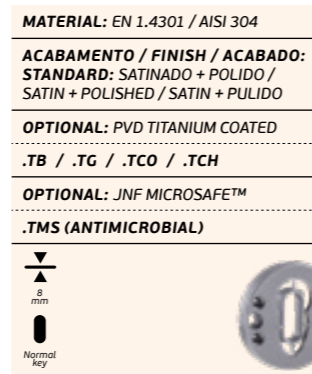 MATERIAL: EN 1.4301 / AISI 304
ACABAMENTO / FINISH / ACABADO:
STANDARD: SATINADO + POLIDO /
SATIN + POLISHED / SATIN + PULIDO
OPTIONAL: PVD TITANIUM COATED
.TB / .TG / .TCO / .TCH
OPTIONAL: JNF MICROSAFE™
.TMS (ANTIMICROBIAL)
8
mm
Normal
key